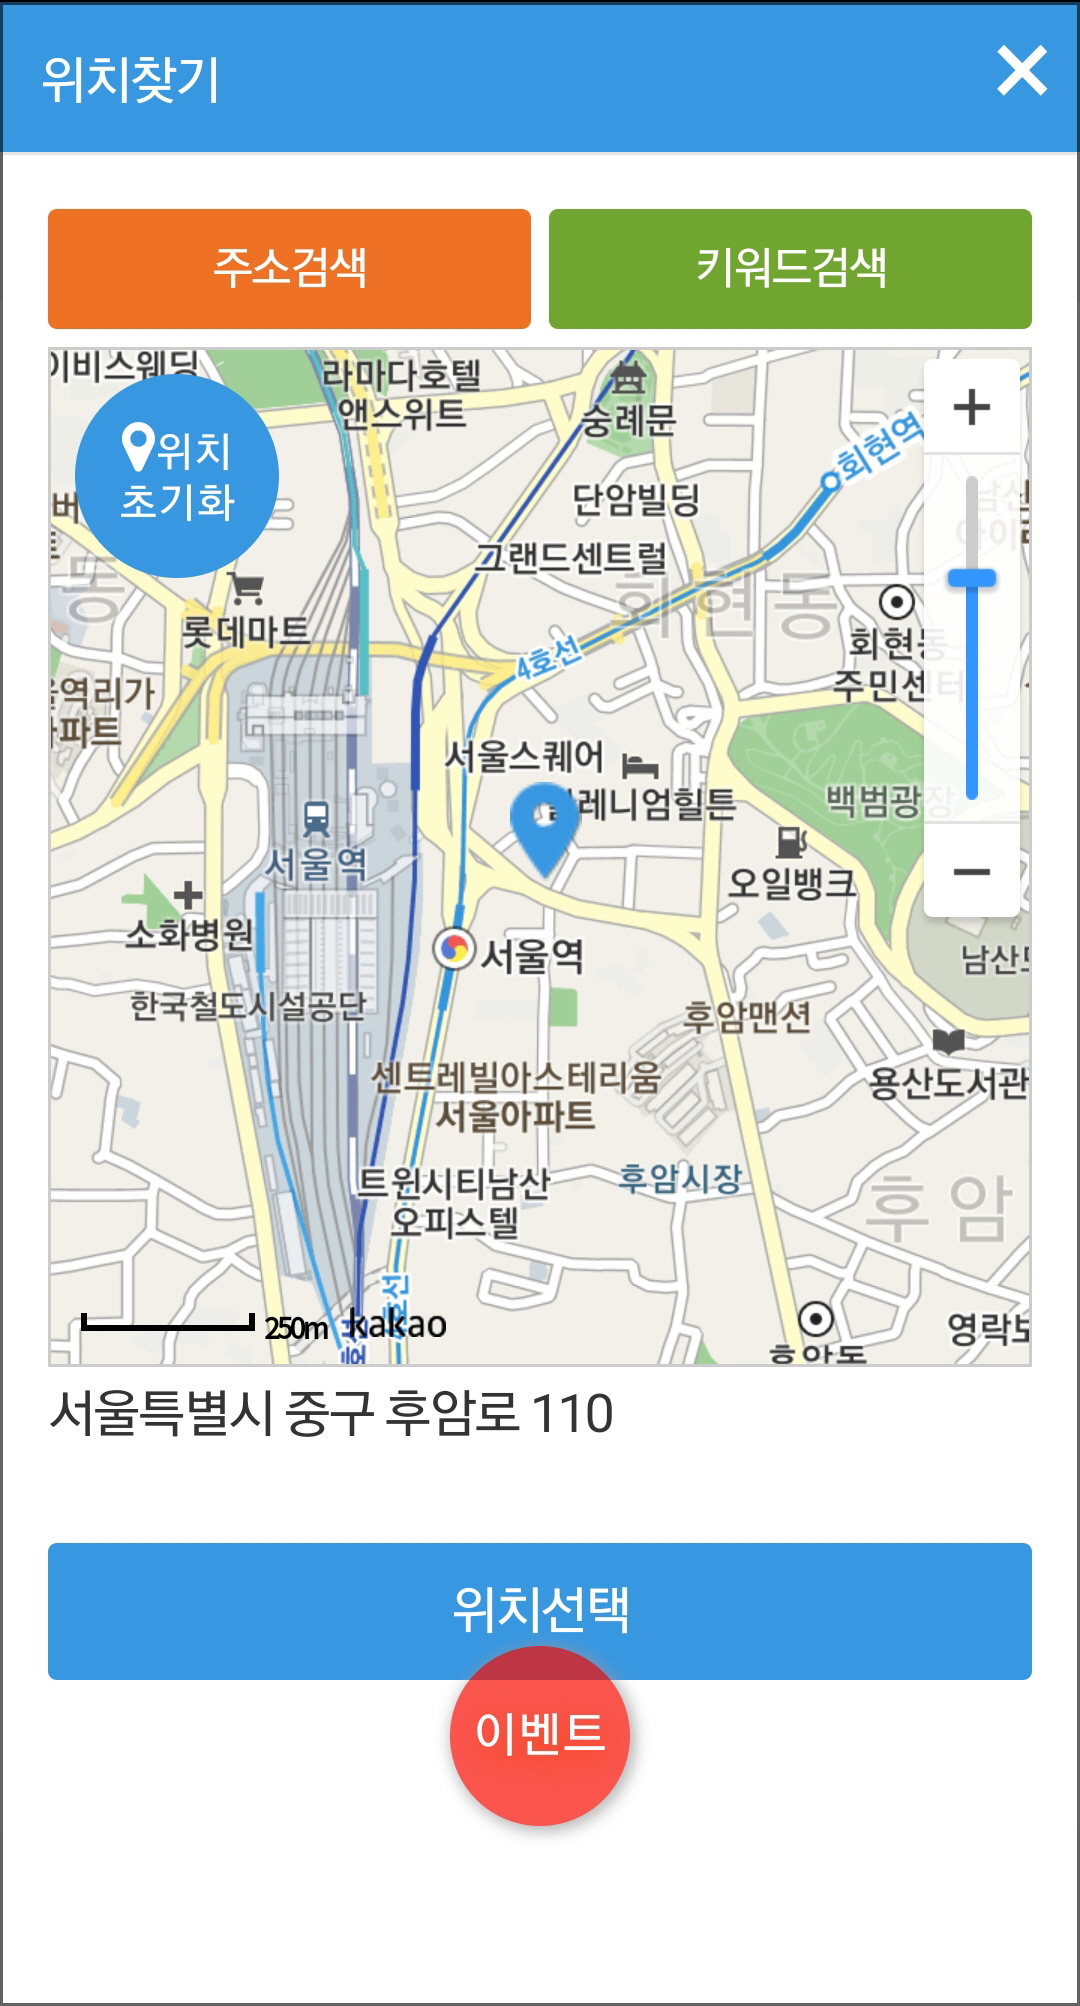 위치찾기
주소검색
키워드검색
이비스웨딩
라마다호텔
앤스위트
숭례문
위치
초기화
회현역
단암빌딩
그랜드센트럴
회현동
동
롯데마트
4호선
회현동
주민센터
서울스퀘어
레니엄힐튼
백범광장
서울역
오일뱅크
소화병원
서울역
남산도
한국철도시설공단
후암맨션
센트레빌아스테리움
서울아파트
용산도서관
트윈시티남산
오피스텔
후암시장
후암
호선
250m
kakao
호선
후암동
영락보
서울특별시 중구 후암로 110
위치선택
이벤트